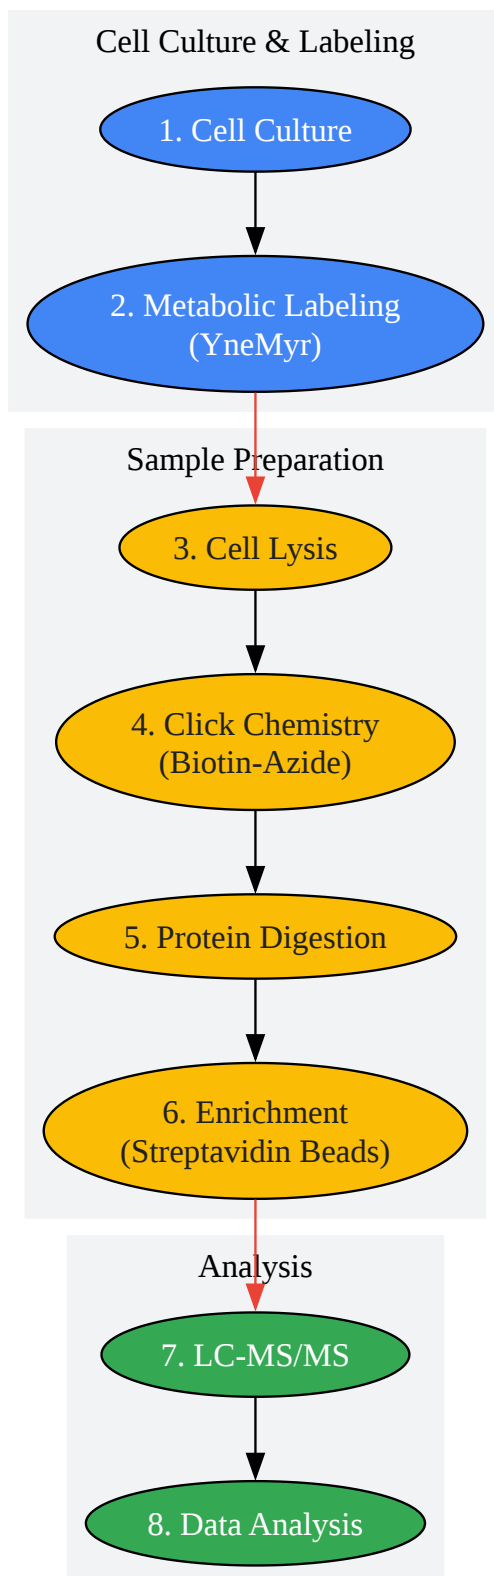 Cell Culture & Labeling
1. Cell Culture
2. Metabolic Labeling
(YneMyr)
Sample Preparation
3. Cell Lysis
4. Click Chemistry
(Biotin-Azide)
5. Protein Digestion
6. Enrichment
(Streptavidin Beads)
Analysis
7. LC-MS/MS
8. Data Analysis